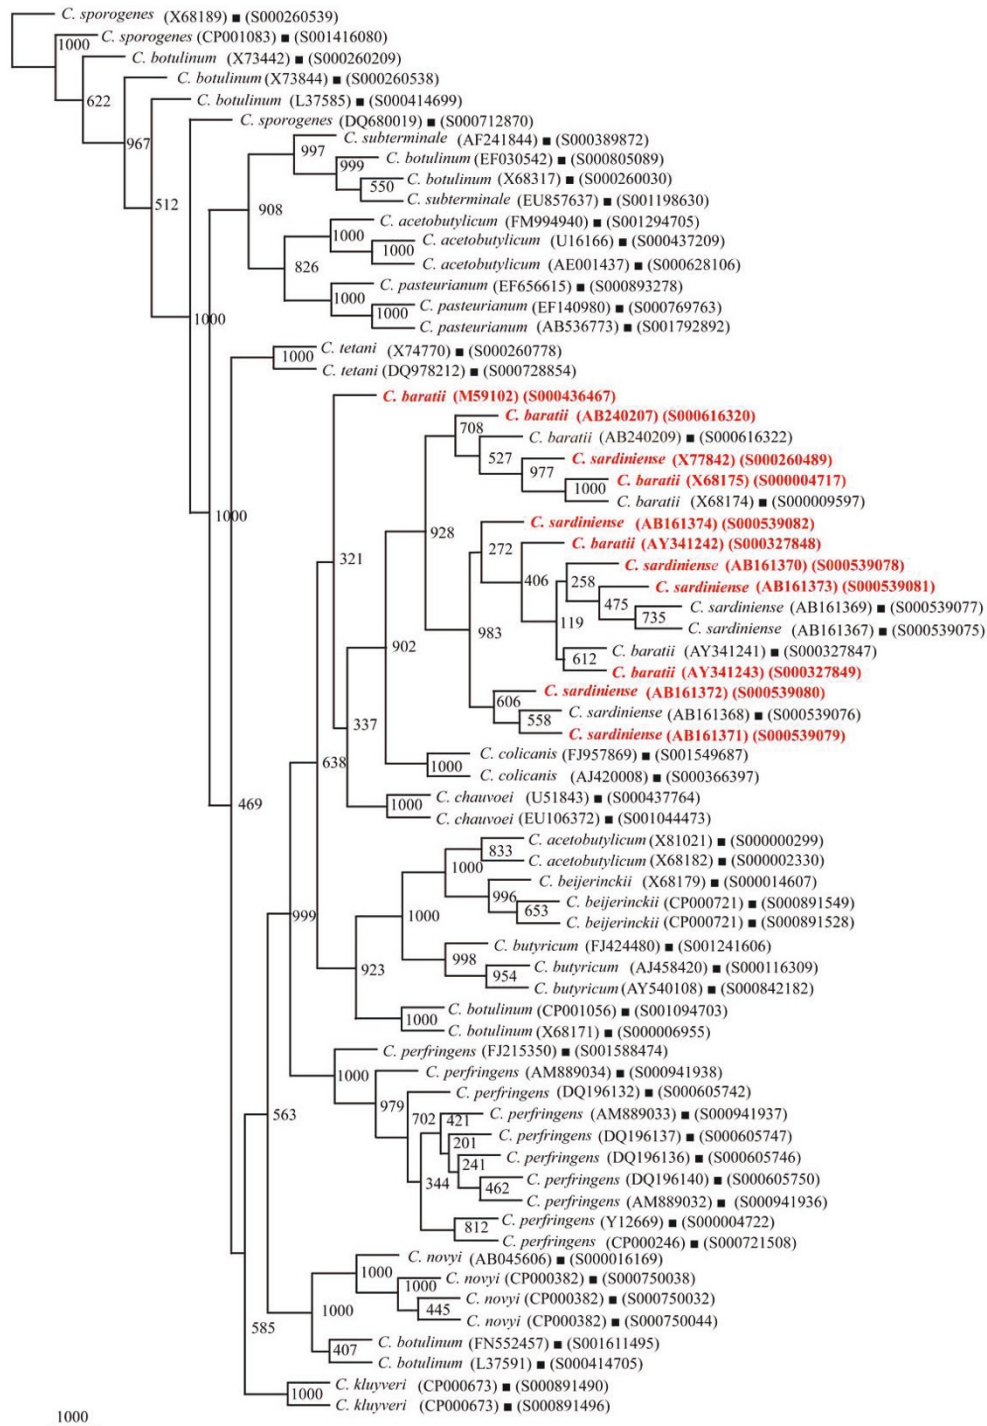 C. sporogenes (X68189) ■ (S000260539)
1000 C. sporogenes (CP001083) ■ (S001416080)
C. botulinum (X73442) ■ (S000260209)
C. botulinum (X73844) ■ (S000260538)
622
C. botulinum (L37585) ■ (S000414699)
C. sporogenes (DQ680019) ■ (S000712870)
967
C. subterminale (AF241844) ■ (S000389872)
997
C. botulinum (EF030542) ■ (S000805089)
999
C. botulinum (X68317) ■ (S000260030)
550
C. subterminale (EU857637) ■ (S001198630)
512
908
C. acetobutylicum (FM994940) ■ (S001294705)
1000
C. acetobutylicum (U16166) ■ (S000437209)
1000
C. acetobutylicum (AE001437) ■ (S000628106)
826
C. pasteurianum (EF656615) ■ (S000893278)
1000
C. pasteurianum (EF140980) ■ (S000769763)
1000
C. pasteurianum (AB536773) ■ (S001792892)
1000
C. tetani (X74770) ■ (S000260778)
1000
C. tetani (DQ978212) ■ (S000728854)
C. baratii (M59102) (S000436467)
C. baratii (AB240207) (S000616320)
708
C. baratii (AB240209) ■ (S000616322)
527
C. sardiniense (X77842) (S000260489)
977
C. baratii (X68175) (S000004717)
1000
C. baratii (X68174) ■ (S000009597)
1000
C. sardiniense (AB161374) (S000539082)
928
C. baratii (AY341242) (S000327848)
272
321
C. sardiniense (AB161370) (S000539078)
406 258
C. sardiniense (AB161373) (S000539081)
475
C. sardiniense (AB161369) ■ (S000539077)
735
119
C. sardiniense (AB161367) ■ (S000539075)
983
902
C. baratii (AY341241) ■ (S000327847)
612
C. baratii (AY341243) (S000327849)
C. sardiniense (AB161372) (S000539080)
606
C. sardiniense (AB161368) ■ (S000539076)
558
337
C. sardiniense (AB161371) (S000539079)
C. colicanis (FJ957869) ■ (S001549687)
638 1000
C. colicanis (AJ420008) ■ (S000366397)
C. chauvoei (U51843) ■ (S000437764)
469 1000
C. chauvoei (EU106372) ■ (S001044473)
C. acetobutylicum (X81021) ■ (S000000299)
833
C. acetobutylicum (X68182) ■ (S000002330)
1000
C. beijerinckii (X68179) ■ (S000014607)
996
C. beijerinckii (CP000721) ■ (S000891549)
653
999 1000
C. beijerinckii (CP000721) ■ (S000891528)
C. butyricum (FJ424480) ■ (S001241606)
998
C. butyricum (AJ458420) ■ (S000116309)
923 954
C. butyricum (AY540108) ■ (S000842182)
C. botulinum (CP001056) ■ (S001094703)
1000
C. botulinum (X68171) ■ (S000006955)
C. perfringens (FJ215350) ■ (S001588474)
1000 C. perfringens (AM889034) ■ (S000941938)
C. perfringens (DQ196132) ■ (S000605742)
979
563 702 421 C. perfringens (AM889033) ■ (S000941937)
C. perfringens (DQ196137) ■ (S000605747)
201
C. perfringens (DQ196136) ■ (S000605746)
241
C. perfringens (DQ196140) ■ (S000605750)
344 462
C. perfringens (AM889032) ■ (S000941936)
C. perfringens (Y12669) ■ (S000004722)
812
C. perfringens (CP000246) ■ (S000721508)
C. novyi (AB045606) ■ (S000016169)
1000
C. novyi (CP000382) ■ (S000750038)
1000
C. novyi (CP000382) ■ (S000750032)
1000 445
C. novyi (CP000382) ■ (S000750044)
585
C. botulinum (FN552457) ■ (S001611495)
407
C. botulinum (L37591) ■ (S000414705)
C. kluyveri (CP000673) ■ (S000891490)
1000
C. kluyveri (CP000673) ■ (S000891496)
1000